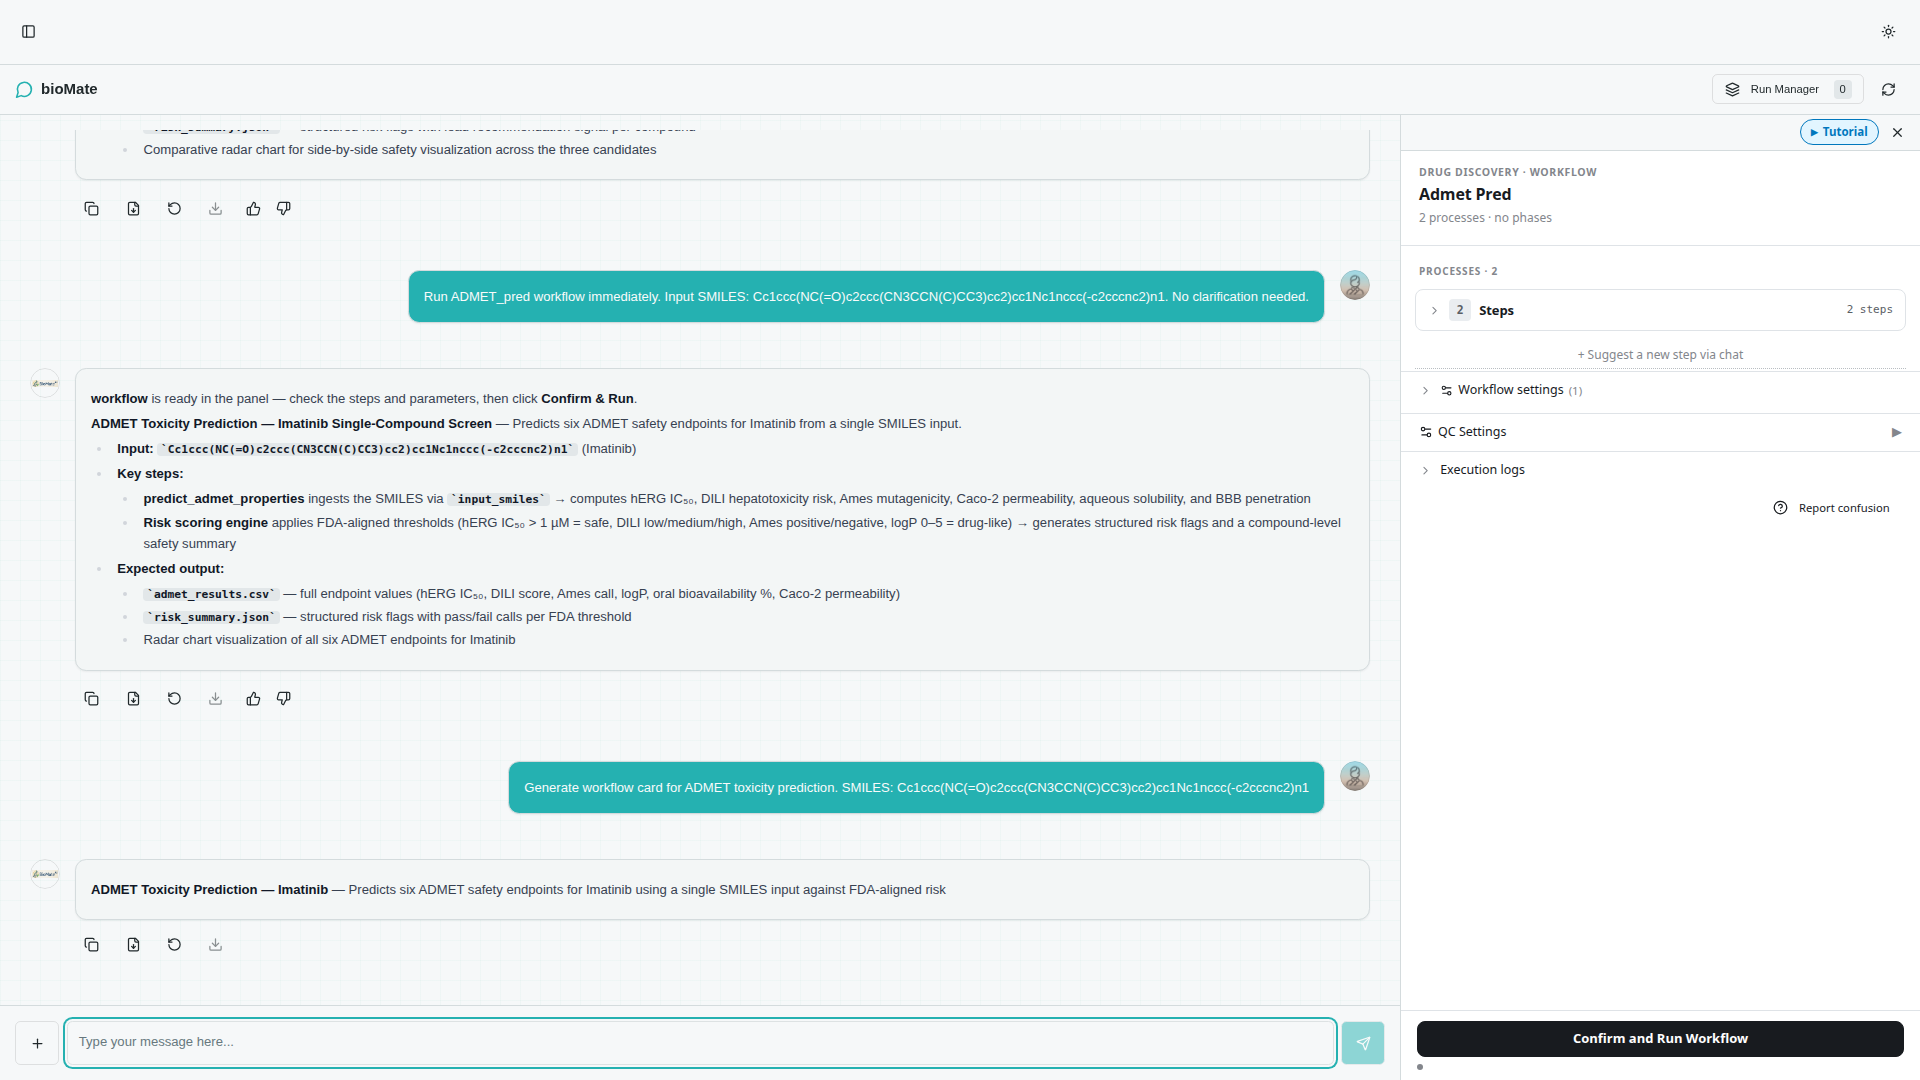 bioMate
Run Manager 0
`risk_summary.json` — structured risk flags with lead recommendation signal per compound
Comparative radar chart for side-by-side safety visualization across the three candidates
Run ADMET_pred workflow immediately. Input SMILES: Cc1ccc(NC(=O)c2ccc(CN3CCN(C)CC3)cc2)cc1Nc1nccc(-c2cccnc2)n1. No clarification needed.
workflow is ready in the panel — check the steps and parameters, then click Confirm & Run.
ADMET Toxicity Prediction — Imatinib Single-Compound Screen — Predicts six ADMET safety endpoints for Imatinib from a single SMILES input.
Input: `Cc1ccc(NC(=O)c2ccc(CN3CCN(C)CC3)cc2)cc1Nc1nccc(-c2cccnc2)n1` (Imatinib)
Key steps:
predict_admet_properties ingests the SMILES via `input_smiles` → computes hERG IC₅₀, DILI hepatotoxicity risk, Ames mutagenicity, Caco-2 permeability, aqueous solubility, and BBB penetration
Risk scoring engine applies FDA-aligned thresholds (hERG IC₅₀ > 1 µM = safe, DILI low/medium/high, Ames positive/negative, logP 0–5 = drug-like) → generates structured risk flags and a compound-level
safety summary
Expected output:
`admet_results.csv` — full endpoint values (hERG IC₅₀, DILI score, Ames call, logP, oral bioavailability %, Caco-2 permeability)
`risk_summary.json` — structured risk flags with pass/fail calls per FDA threshold
Radar chart visualization of all six ADMET endpoints for Imatinib
Generate workflow card for ADMET toxicity prediction. SMILES: Cc1ccc(NC(=O)c2ccc(CN3CCN(C)CC3)cc2)cc1Nc1nccc(-c2cccnc2)n1
ADMET Toxicity Prediction — Imatinib — Predicts six ADMET safety endpoints for Imatinib using a single SMILES input against FDA-aligned risk
Type your message here...
▶ Tutorial
DRUG DISCOVERY · WORKFLOW
Admet Pred
2 processes · no phases
PROCESSES · 2
2 Steps 2 steps
+ Suggest a new step via chat
Workflow settings (1)
QC Settings ▶
Execution logs
Report confusion
Confirm and Run Workflow